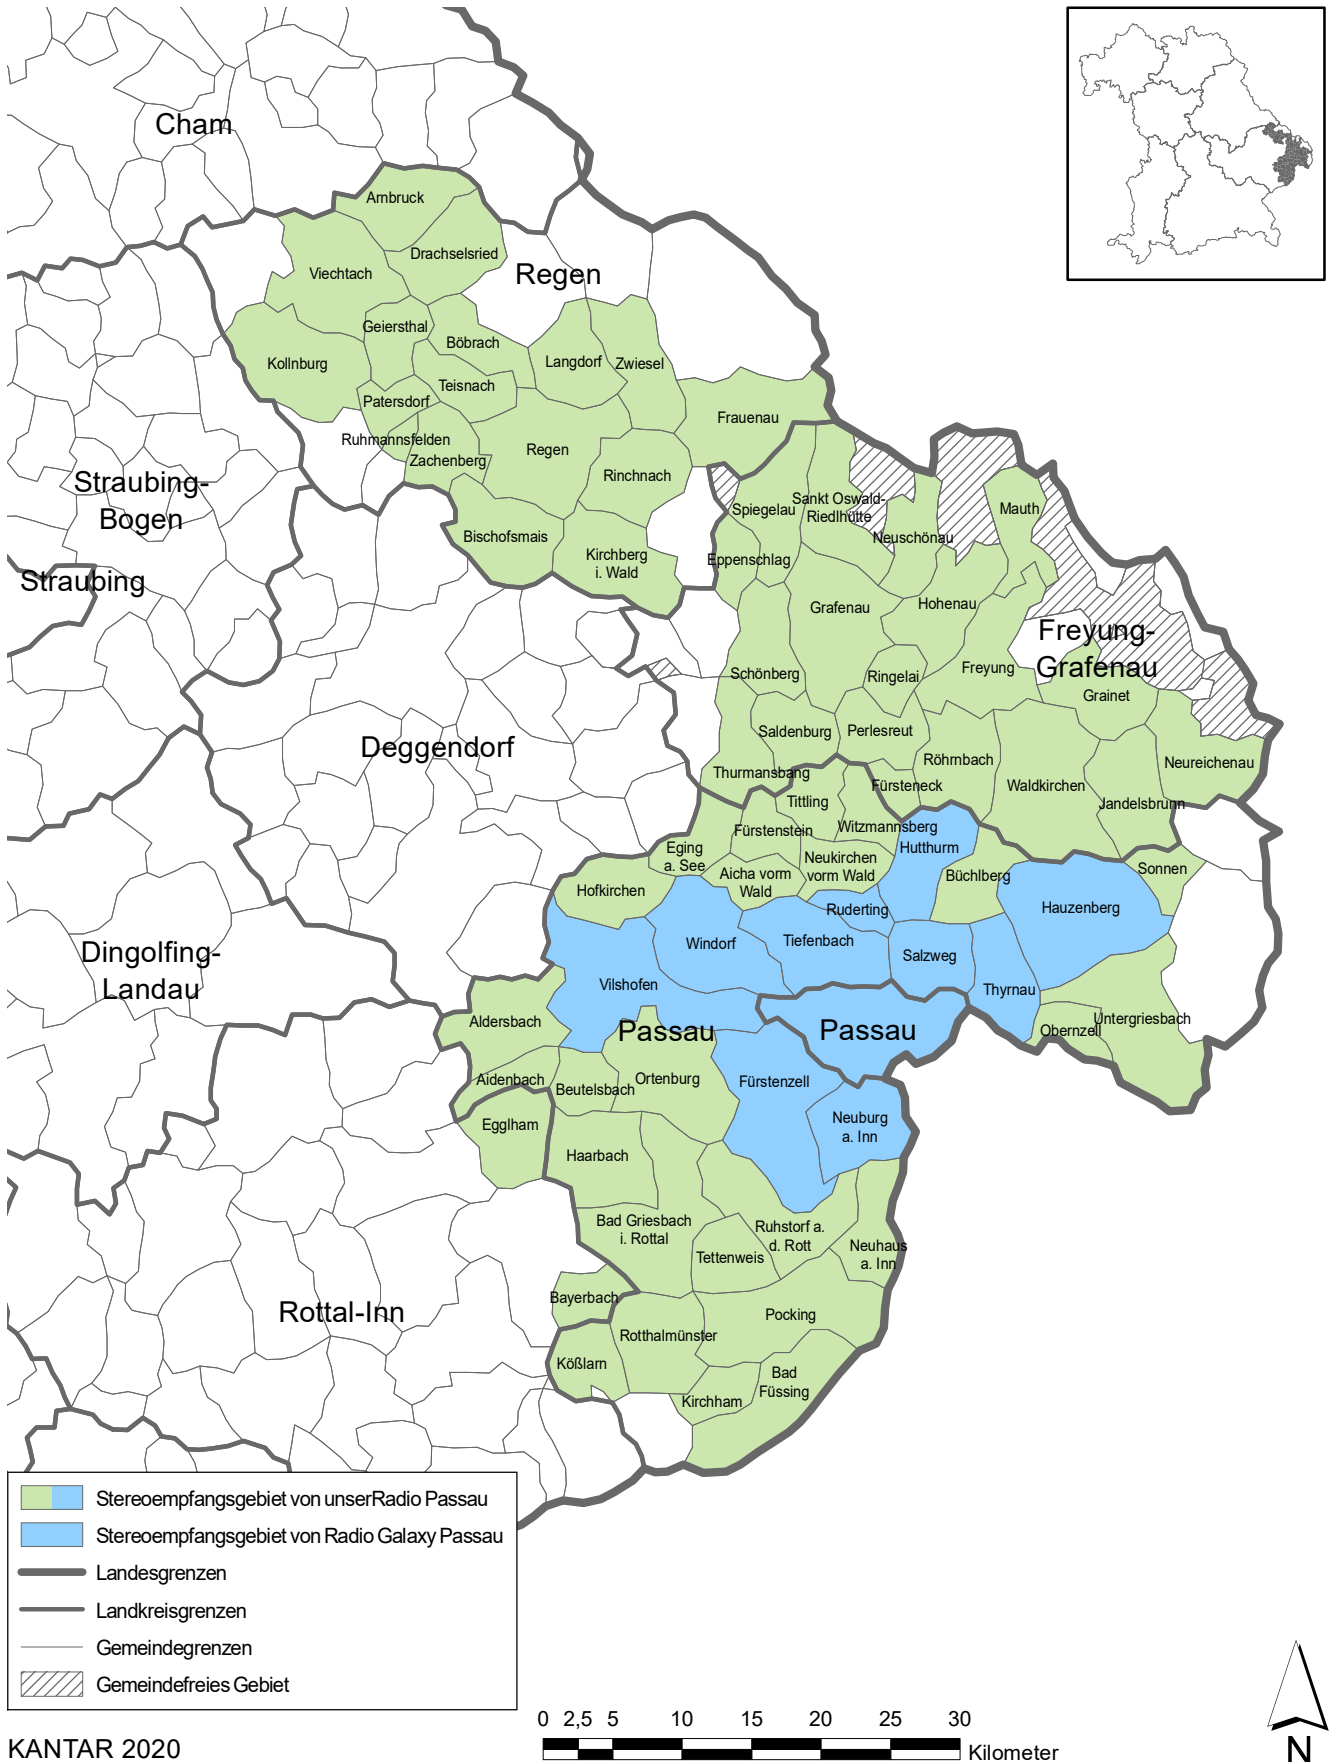 Cham
Arnbruck
Drachselsried
Viechtach
Regen
Geiersthal
Böbrach
Kollnburg
Langdorf
Zwiesel
Teisnach
Patersdorf
Frauenau
Ruhmannsfelden
Zachenberg
Regen
Rinchnach
Straubing-
Bogen
Spiegelau
Sankt Oswald-
Riedlhütte
Mauth
Bischofsmais
Neuschönau
Kirchberg
i. Wald
Eppenschlag
Straubing
Grafenau
Hohenau
Freyung-
Grafenau
Schönberg
Ringelai
Freyung
Grainet
Deggendorf
Saldenburg
Perlesreut
Röhrnbach
Neureichenau
Thurmansbang
Fürsteneck
Waldkirchen
Jandelsbrunn
Tittling
Fürstenstein
Witzmannsberg
Hutthurm
Eging
a. See
Neukirchen
vorm Wald
Aicha vorm
Wald
Büchlberg
Sonnen
Hofkirchen
Ruderting
Hauzenberg
Dingolfing-
Landau
Windorf
Tiefenbach
Salzweg
Vilshofen
Thyrnau
Aldersbach
Passau
Passau
Obernzell
Untergriesbach
Aidenbach
Beutelsbach
Ortenburg
Fürstenzell
Egglham
Neuburg
a. Inn
Haarbach
Bad Griesbach
i. Rottal
Ruhstorf a.
d. Rott
Tettenweis
Neuhaus
a. Inn
Bayerbach
Rottal-Inn
Pocking
Rotthalmünster
Kößlarn
Bad
Füssing
Kirchham
Stereoempfangsgebiet von unserRadio Passau
Stereoempfangsgebiet von Radio Galaxy Passau
Landesgrenzen
Landkreisgrenzen
Gemeindegrenzen
Gemeindefreies Gebiet
0 2,5 5 10 15 20 25 30
Kilometer
KANTAR 2020
N